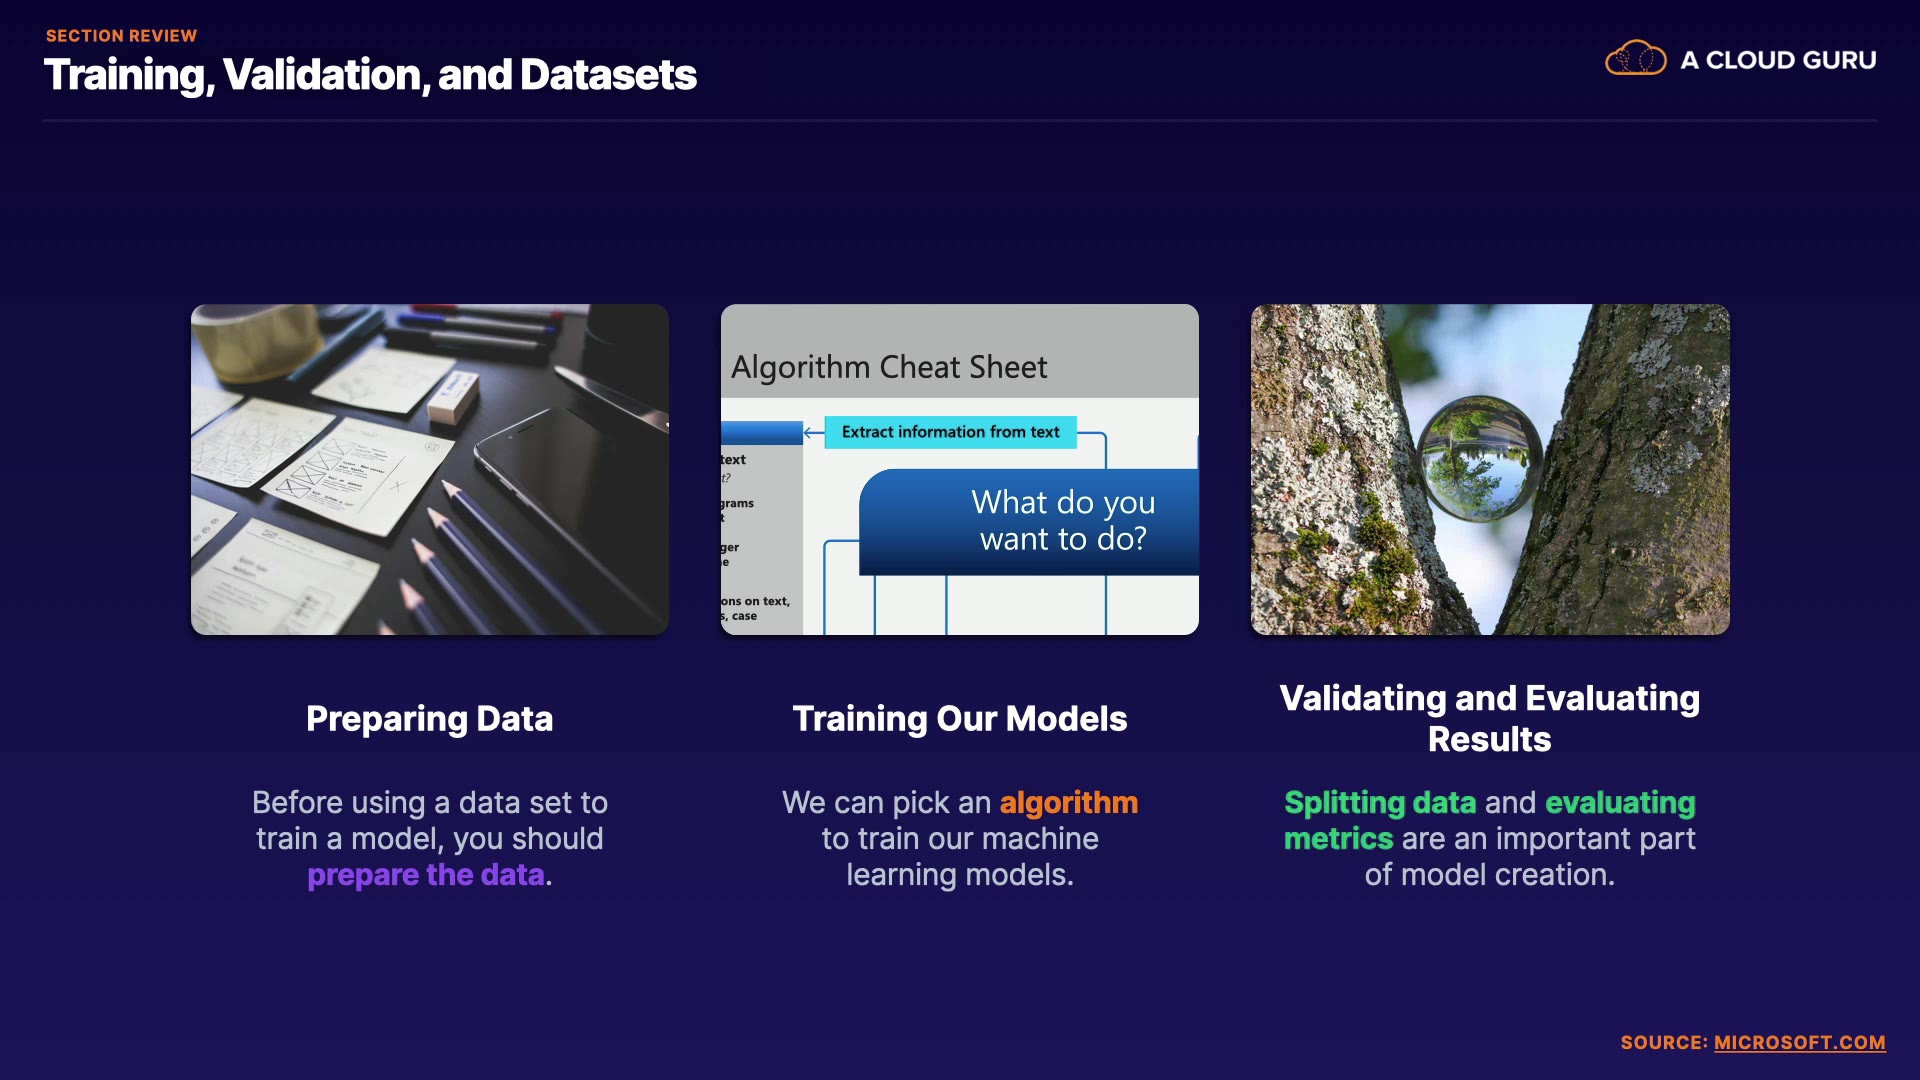 SECTION REVIEW
Training, Validation, and Datasets
A CLOUD GURU
Algorithm Cheat Sheet
Extract information from text
text
t?
grams
t
ger
e
ons on text,
s, case
What do you
want to do?
Preparing Data
Before using a data set to
train a model, you should
prepare the data.
Training Our Models
We can pick an algorithm
to train our machine
learning models.
Validating and Evaluating
Results
Splitting data and evaluating
metrics are an important part
of model creation.
SOURCE: MICROSOFT.COM